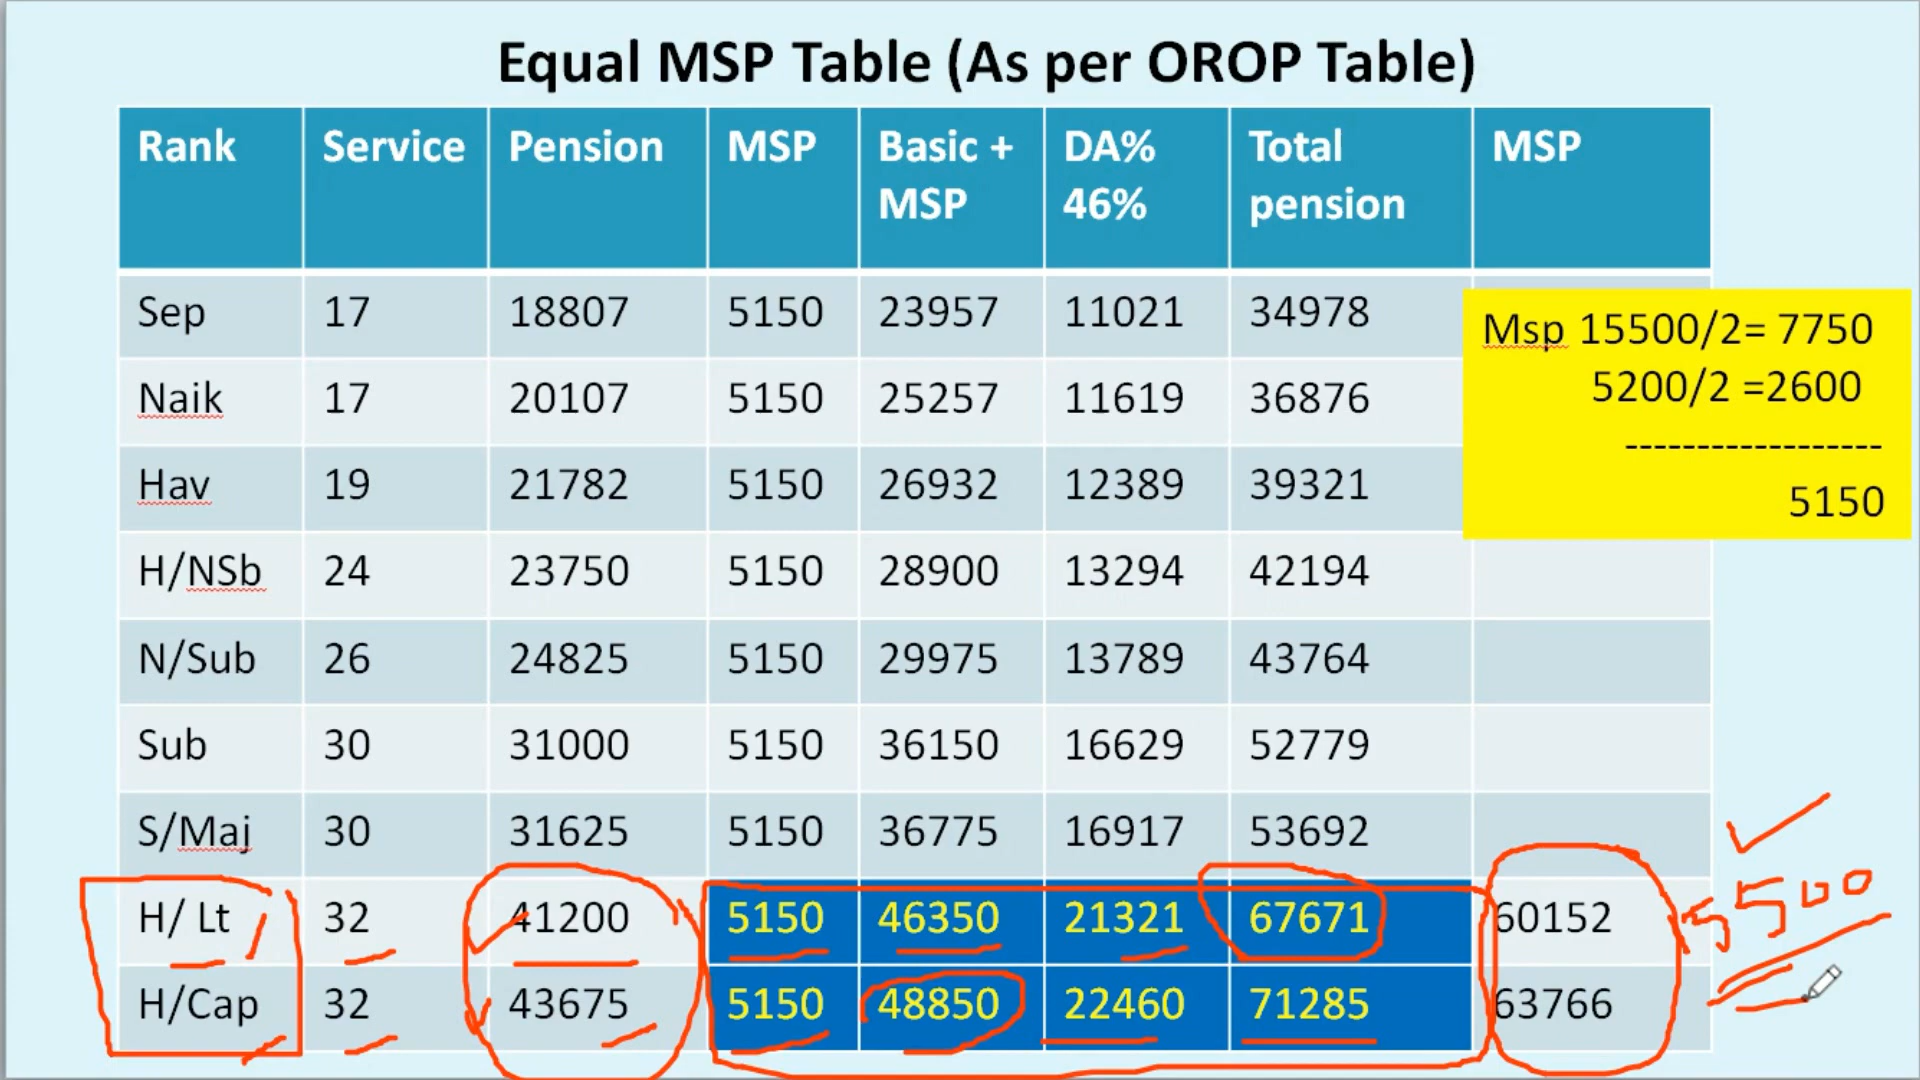 Equal MSP Table (As per OROP Table)
Rank Service Pension MSP Basic + MSP DA% 46% Total pension MSP
Sep 17 18807 5150 23957 11021 34978
Naik 17 20107 5150 25257 11619 36876
Hav 19 21782 5150 26932 12389 39321
H/NSb 24 23750 5150 28900 13294 42194
N/Sub 26 24825 5150 29975 13789 43764
Sub 30 31000 5150 36150 16629 52779
S/Maj 30 31625 5150 36775 16917 53692
H/ Lt 32 41200 5150 46350 21321 67671 60152
H/Cap 32 43675 5150 48850 22460 71285 63766
Msp 15500/2= 7750
5200/2 =2600
------------------
5150
5500